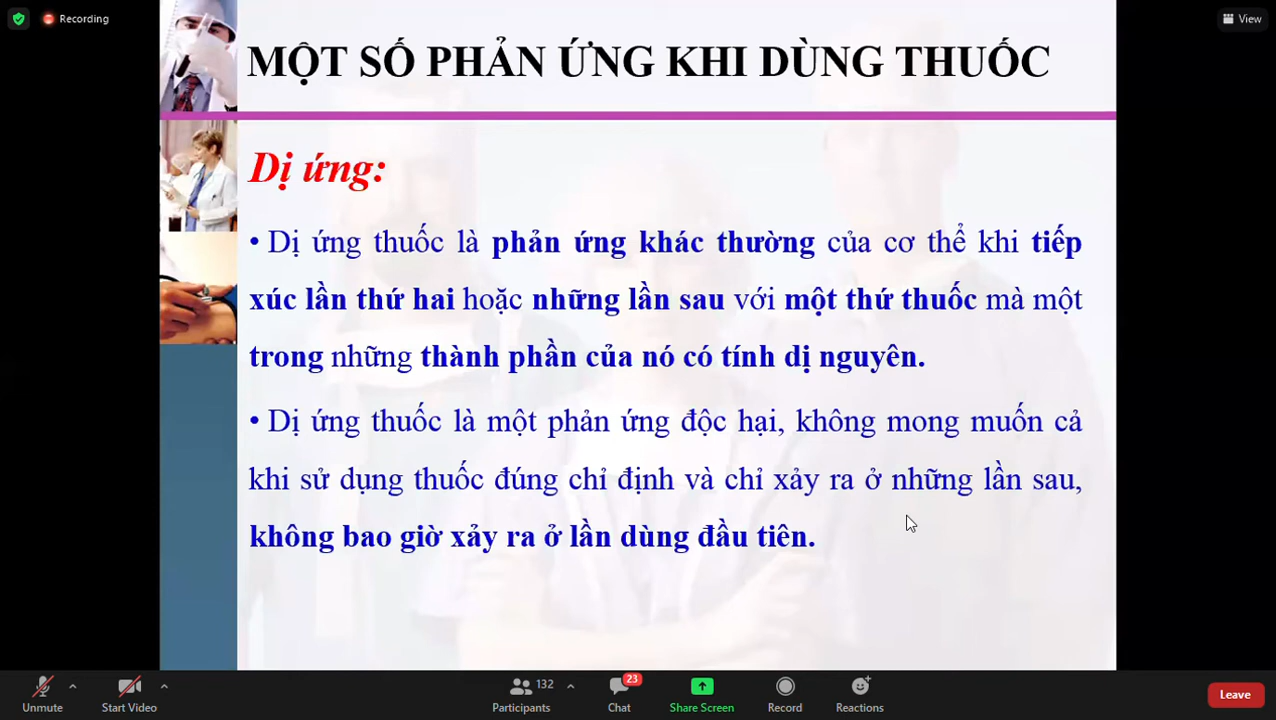 Recording
View
MỘT SỐ PHẢN ỨNG KHI DÙNG THUỐC
Dị ứng:
• Dị ứng thuốc là phản ứng khác thường của cơ thể khi tiếp
xúc lần thứ hai hoặc những lần sau với một thứ thuốc mà một
trong những thành phần của nó có tính dị nguyên.
• Dị ứng thuốc là một phản ứng độc hại, không mong muốn cả
khi sử dụng thuốc đúng chỉ định và chỉ xảy ra ở những lần sau,
không bao giờ xảy ra ở lần dùng đầu tiên.
132
23
Unmute
Start Video
Participants
Chat
Share Screen
Record
Reactions
Leave